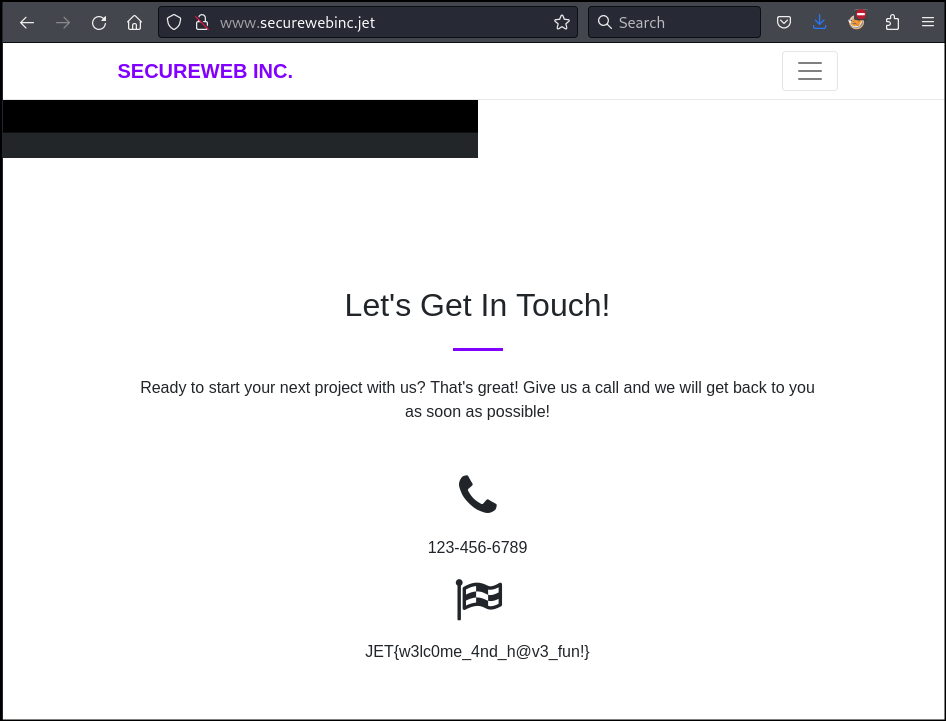 www.securewebinc.jet
Search
SECUREWEB INC.
Let's Get In Touch!
Ready to start your next project with us? That's great! Give us a call and we will get back to you
as soon as possible!
123-456-6789
JET{w3lc0me_4nd_h@v3_fun!}